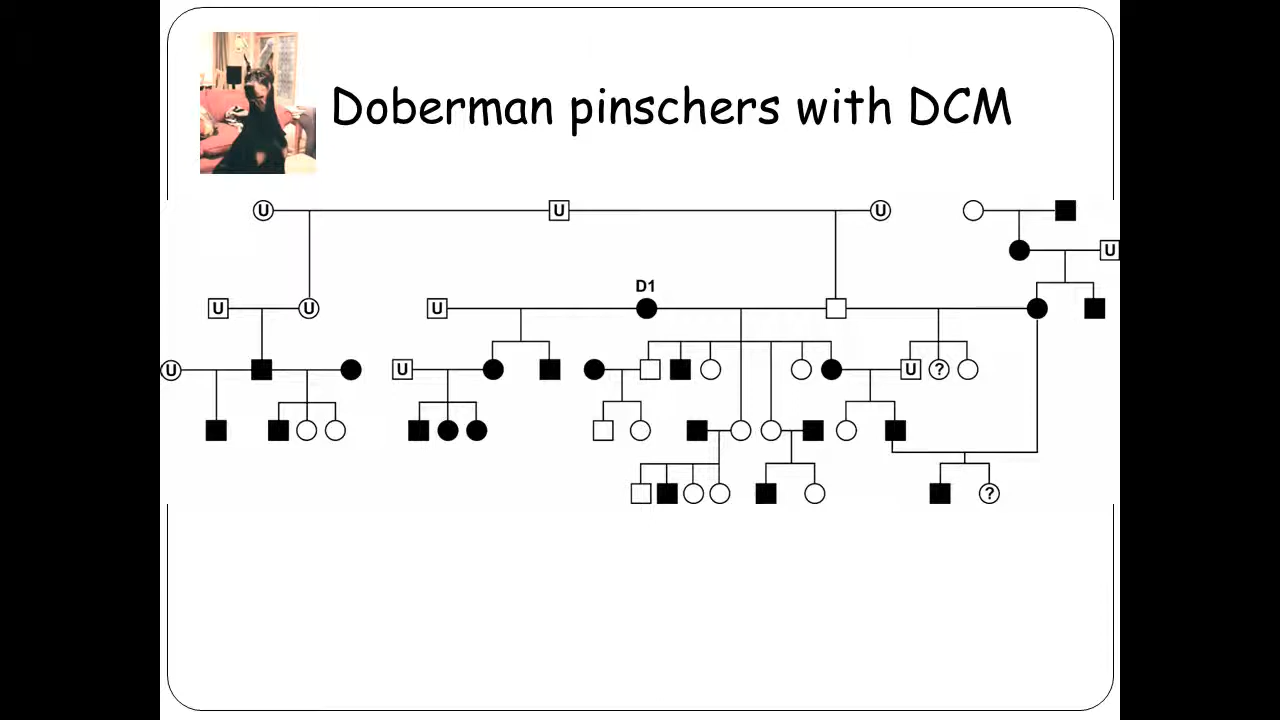 Doberman pinschers with DCM
U U U
U
D1
U U U
U U U ?
?